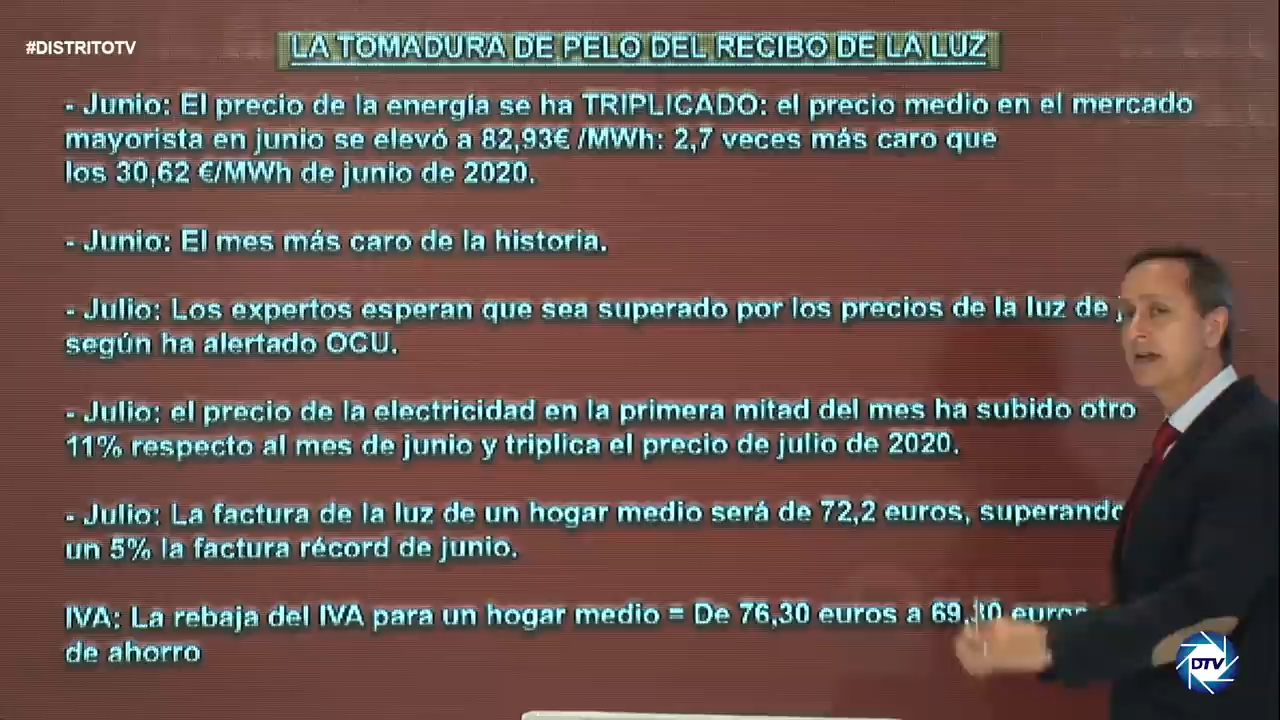 #DISTRITOTV
LA TOMADURA DE PELO DEL RECIBO DE LA LUZ
- Junio: El precio de la energía se ha TRIPLICADO: el precio medio en el mercado
mayorista en junio se elevó a 82,93€ /MWh: 2,7 veces más caro que
los 30,62 €/MWh de junio de 2020.
- Junio: El mes más caro de la historia.
- Julio: Los expertos esperan que sea superado por los precios de la luz de
según ha alertado OCU.
- Julio: el precio de la electricidad en la primera mitad del mes ha subido otro
11% respecto al mes de junio y triplica el precio de julio de 2020.
- Julio: La factura de la luz de un hogar medio será de 72,2 euros, superando
un 5% la factura récord de junio.
IVA: La rebaja del IVA para un hogar medio = De 76,30 euros a 69,30 euros
de ahorro
DTV